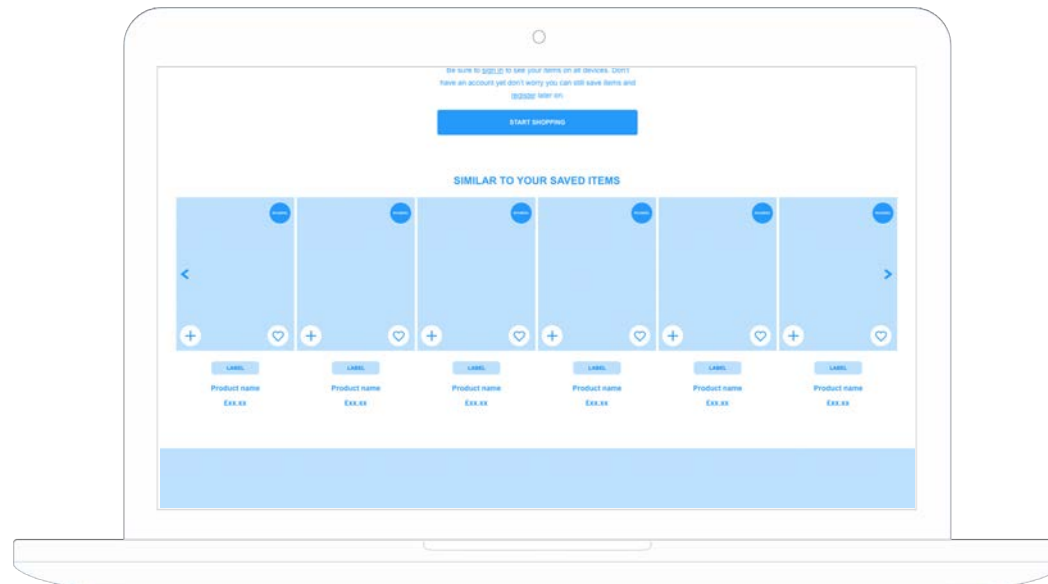 Be sure to sign in to see your items on all devices. Don't
have an account yet don't worry you can still save items and
register later on.
START SHOPPING
SIMILAR TO YOUR SAVED ITEMS
LABEL LABEL LABEL LABEL LABEL LABEL
Product name Product name Product name Product name Product name Product name
£xx.xx £xx.xx £xx.xx £xx.xx £xx.xx £xx.xx